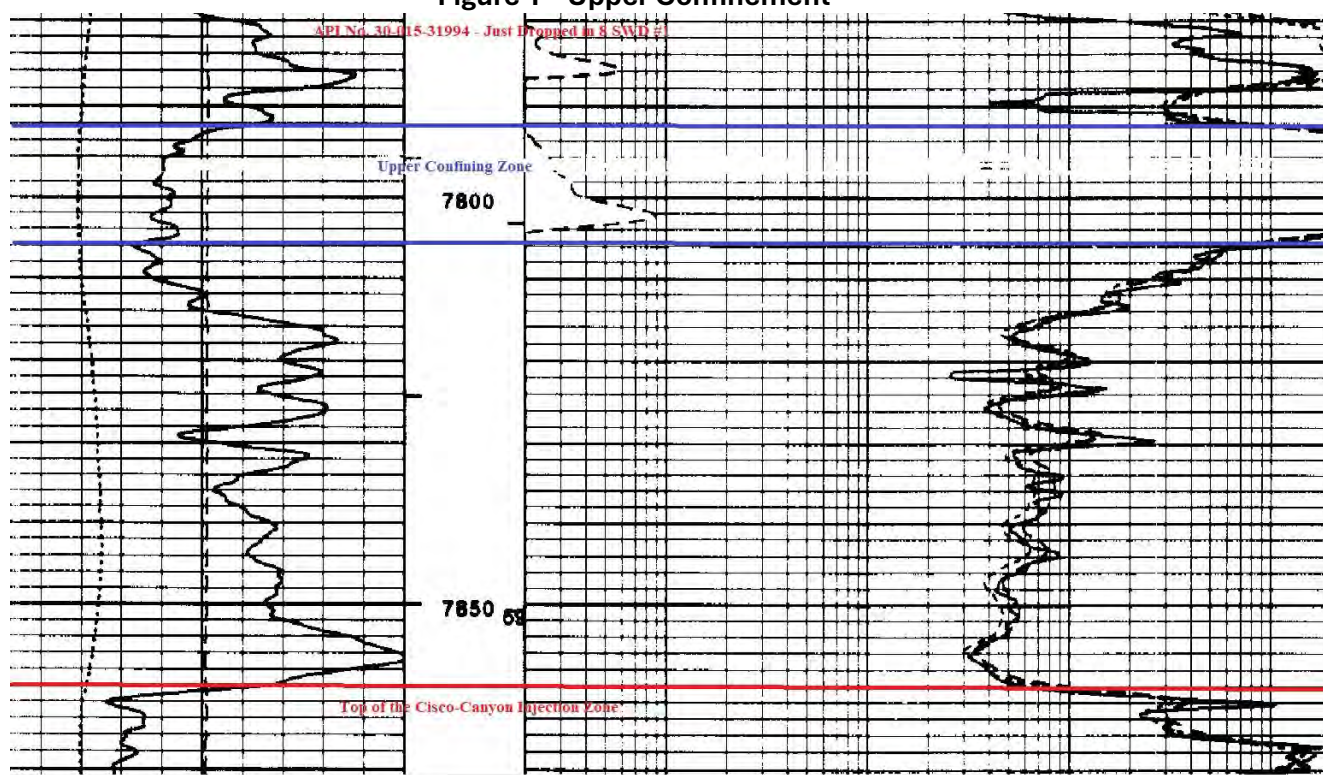 Figure 1 - Upper Confinement
API No. 30-015-31994 - Just Dropped in 8 SWD #1
Upper Confining Zone
7800
7850
Top of the Cisco-Canyon Injection Zone